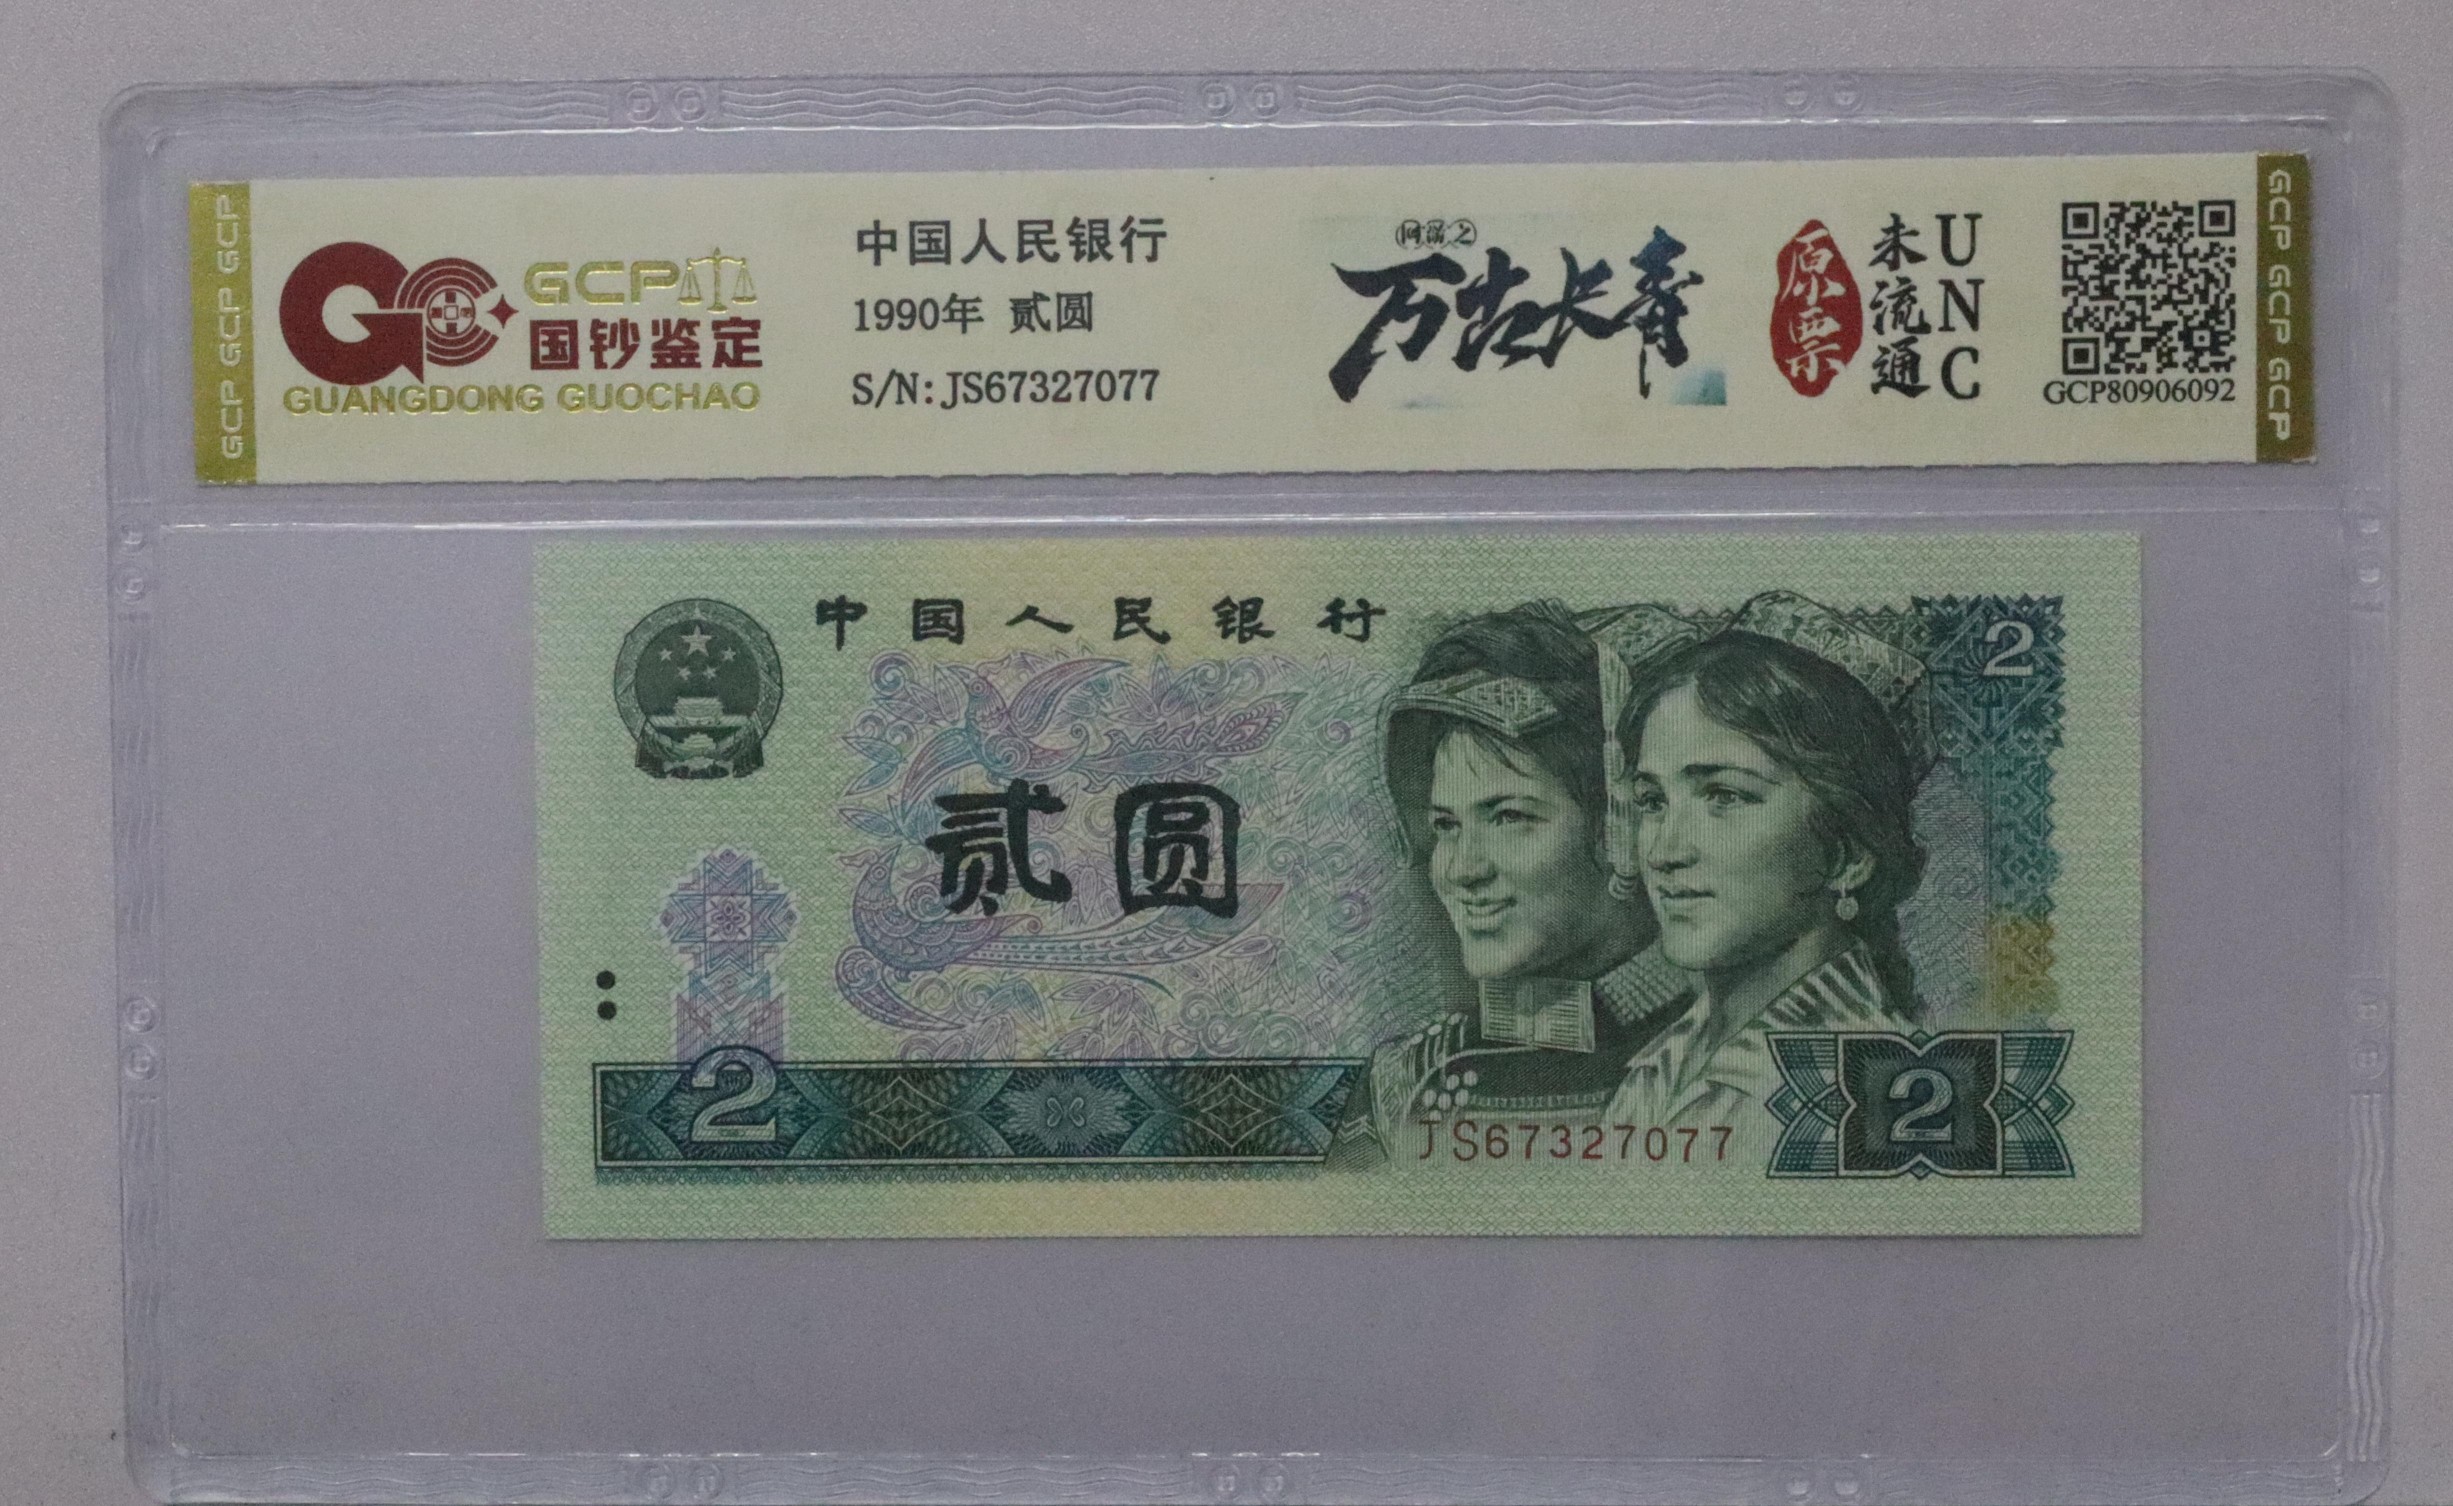 GCP GCP GCP
GCP
国钞鉴定
GUANGDONG GUOCHAO
中国人民银行
1990年 贰圆
S/N: JS67327077
万古长青
原票
未流通
UNC
GCP80906092
GCP GCP GCP
中国人民银行
2
贰圆
2
JS67327077
2